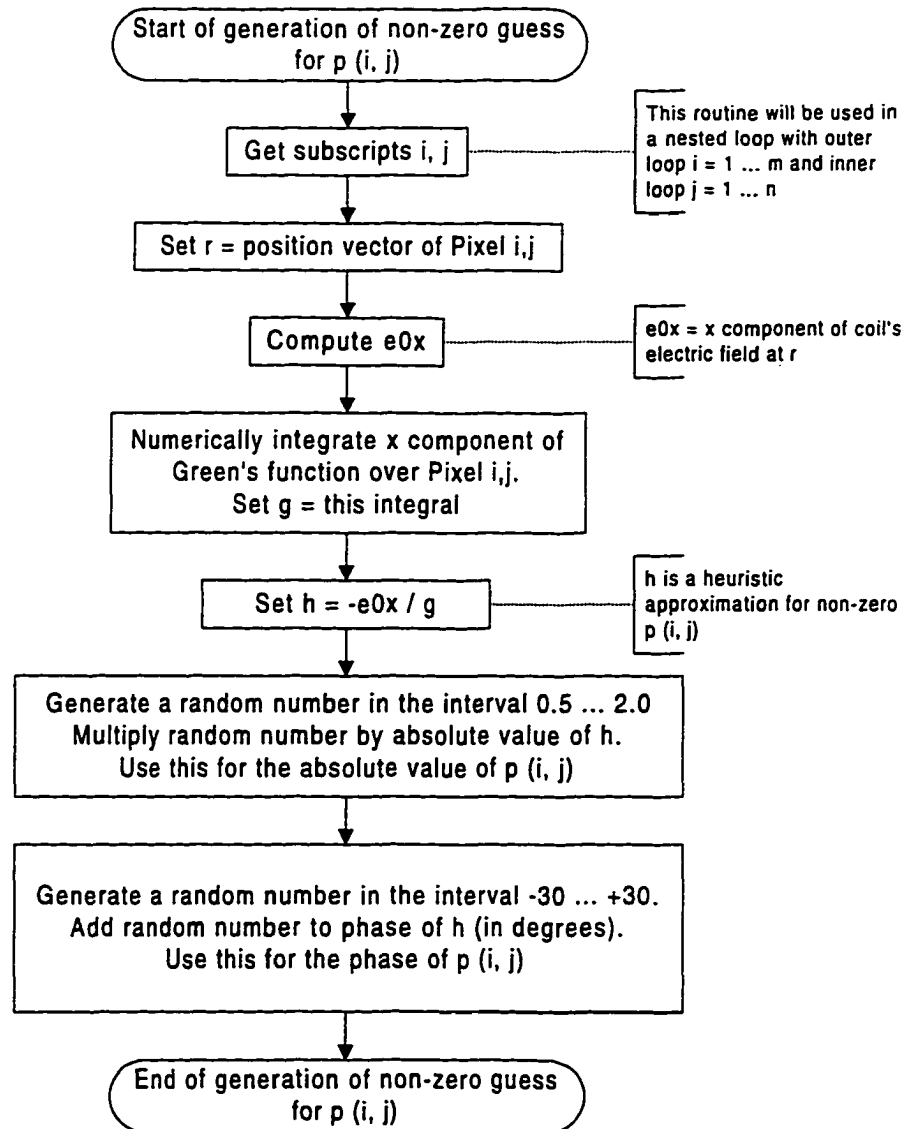 Start of generation of non-zero guess
for p (i, j)
Get subscripts i, j
This routine will be used in
a nested loop with outer
loop i = 1 ... m and inner
loop j = 1 ... n
Set r = position vector of Pixel i,j
Compute e0x
e0x = x component of coil's
electric field at r
Numerically integrate x component of
Green's function over Pixel i,j.
Set g = this integral
Set h = -e0x / g
h is a heuristic
approximation for non-zero
p (i, j)
Generate a random number in the interval 0.5 ... 2.0
Multiply random number by absolute value of h.
Use this for the absolute value of p (i, j)
Generate a random number in the interval -30 ... +30.
Add random number to phase of h (in degrees).
Use this for the phase of p (i, j)
End of generation of non-zero guess
for p (i, j)